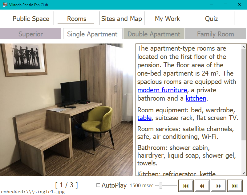 Public Space Rooms Sites and Map My Work Quiz
Superior Single Apartment Double Apartment Family Room
The apartment-type rooms are
located on the first floor of the
pension. The floor area of the
one-bed apartment is 24 m². The
spacious rooms are equipped with
modern furniture, a private
bathroom and a kitchen.
Room equipment: bed, wardrobe,
table, suitcase rack, flat screen TV.
Room services: satellite channels,
safe, air conditioning, Wi-Fi.
Bathroom: shower cabin,
hairdryer, liquid soap, shower gel,
towels.
Kitchen: refrigerator, kettle
[ 1 / 3 ]
AutoPlay 1500 msec